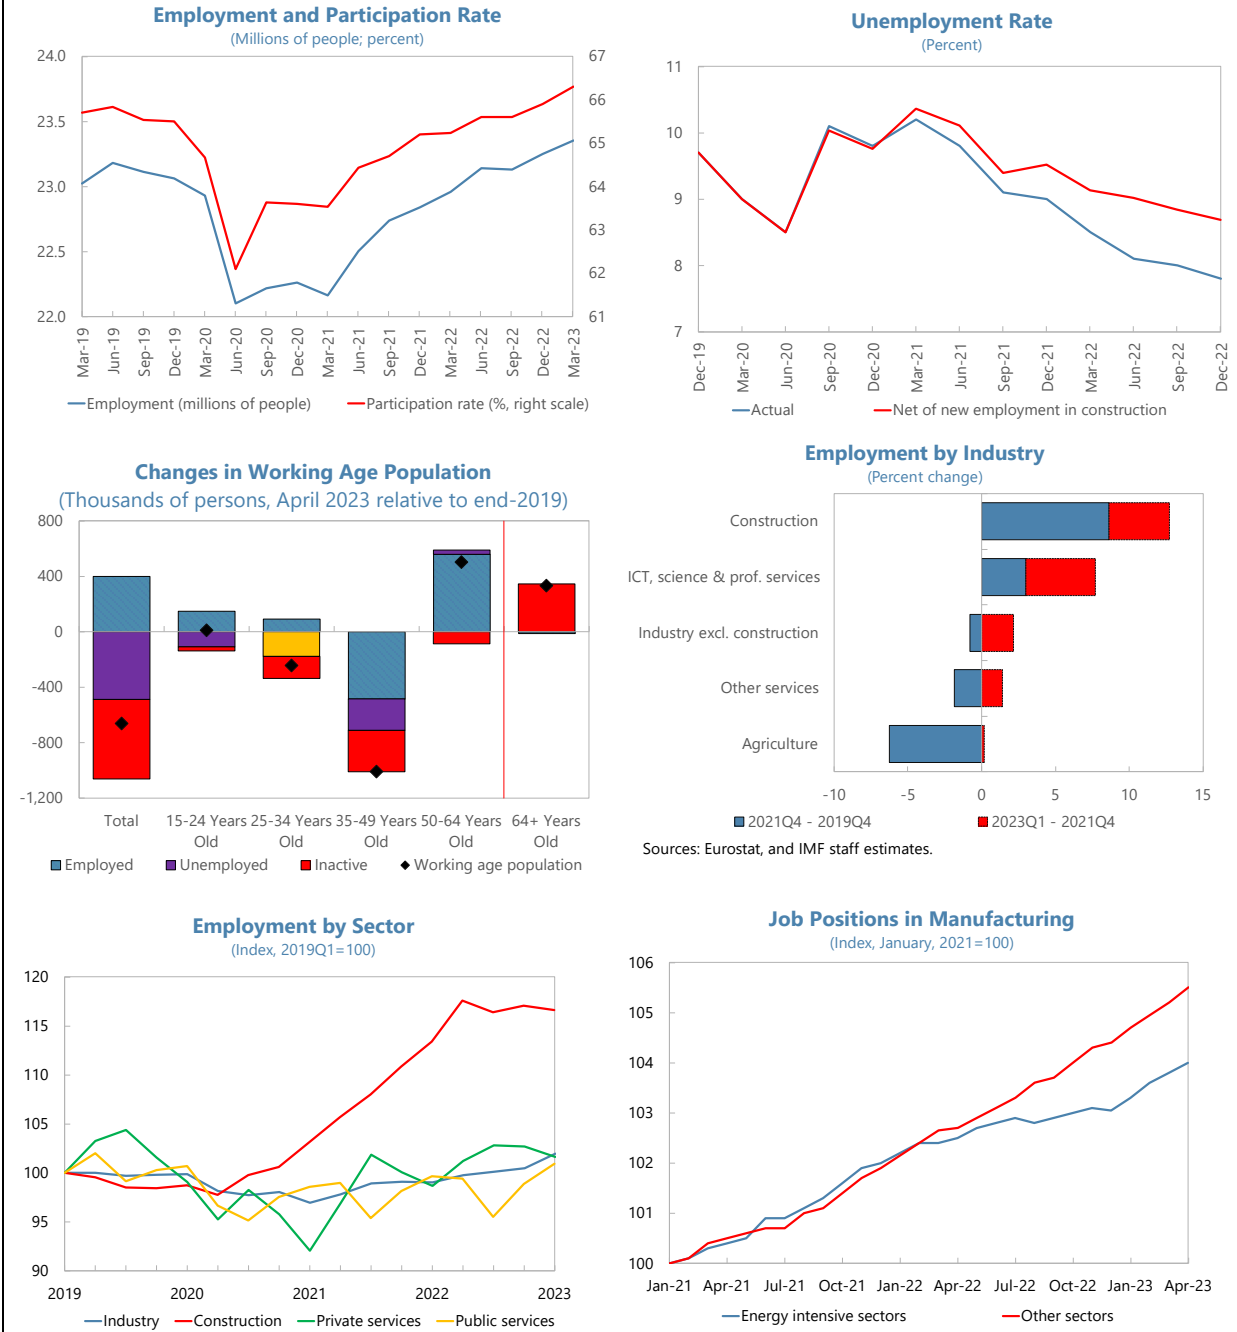 Employment and Participation Rate
(Millions of people; percent)
24.0
23.5
23.0
22.5
22.0
67
66
65
64
63
62
61
Mar-19
Jun-19
Sep-19
Dec-19
Mar-20
Jun-20
Sep-20
Dec-20
Mar-21
Jun-21
Sep-21
Dec-21
Mar-22
Jun-22
Sep-22
Dec-22
Mar-23
Employment (millions of people)
Participation rate (%, right scale)
Unemployment Rate
(Percent)
11
10
9
8
7
Dec-19
Mar-20
Jun-20
Sep-20
Dec-20
Mar-21
Jun-21
Sep-21
Dec-21
Mar-22
Jun-22
Sep-22
Dec-22
Actual
Net of new employment in construction
Changes in Working Age Population
(Thousands of persons, April 2023 relative to end-2019)
800
400
0
-400
-800
-1,200
Total
15-24 Years
Old
25-34 Years
Old
35-49 Years
Old
50-64 Years
Old
64+ Years
Old
Employed
Unemployed
Inactive
Working age population
Employment by Industry
(Percent change)
Construction
ICT, science & prof. services
Industry excl. construction
Other services
Agriculture
-10
-5
0
5
10
15
2021Q4 - 2019Q4
2023Q1 - 2021Q4
Sources: Eurostat, and IMF staff estimates.
Employment by Sector
(Index, 2019Q1=100)
120
115
110
105
100
95
90
2019
2020
2021
2022
2023
Industry
Construction
Private services
Public services
Job Positions in Manufacturing
(Index, January, 2021=100)
106
105
104
103
102
101
100
Jan-21
Apr-21
Jul-21
Oct-21
Jan-22
Apr-22
Jul-22
Oct-22
Jan-23
Apr-23
Energy intensive sectors
Other sectors